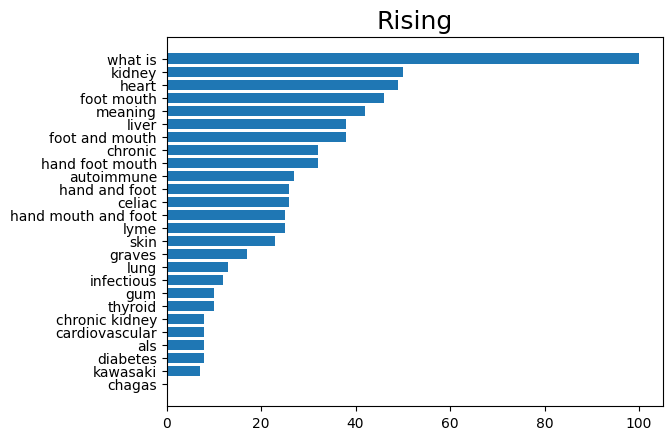 Rising
what is
kidney
heart
foot mouth
meaning
liver
foot and mouth
chronic
hand foot mouth
autoimmune
hand and foot
celiac
hand mouth and foot
lyme
skin
graves
lung
infectious
gum
thyroid
chronic kidney
cardiovascular
als
diabetes
kawasaki
chagas
0 20 40 60 80 100